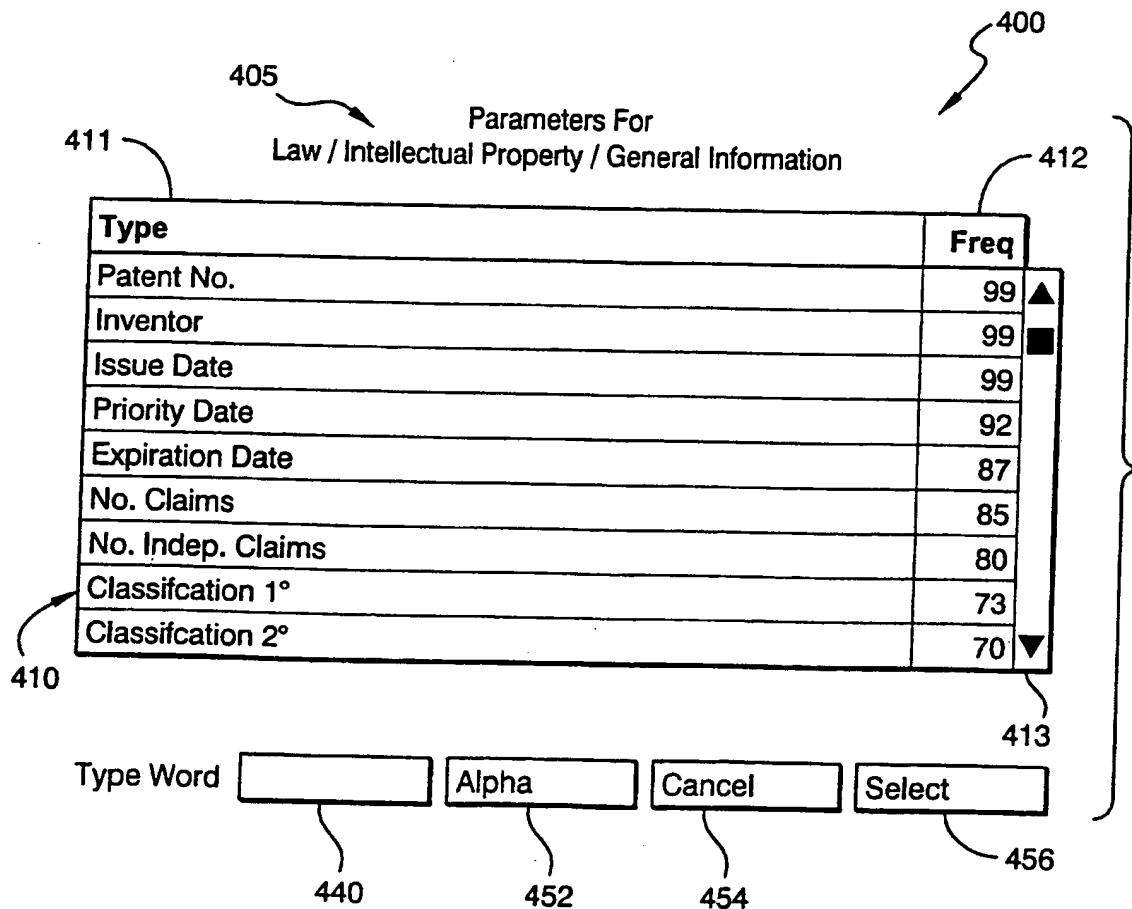 400
405
Parameters For
Law / Intellectual Property / General Information
411
412
Type Freq
Patent No. 99
Inventor 99
Issue Date 99
Priority Date 92
Expiration Date 87
No. Claims 85
No. Indep. Claims 80
Classifcation 1° 73
Classifcation 2° 70
410
413
Type Word Alpha Cancel Select
440 452 454 456